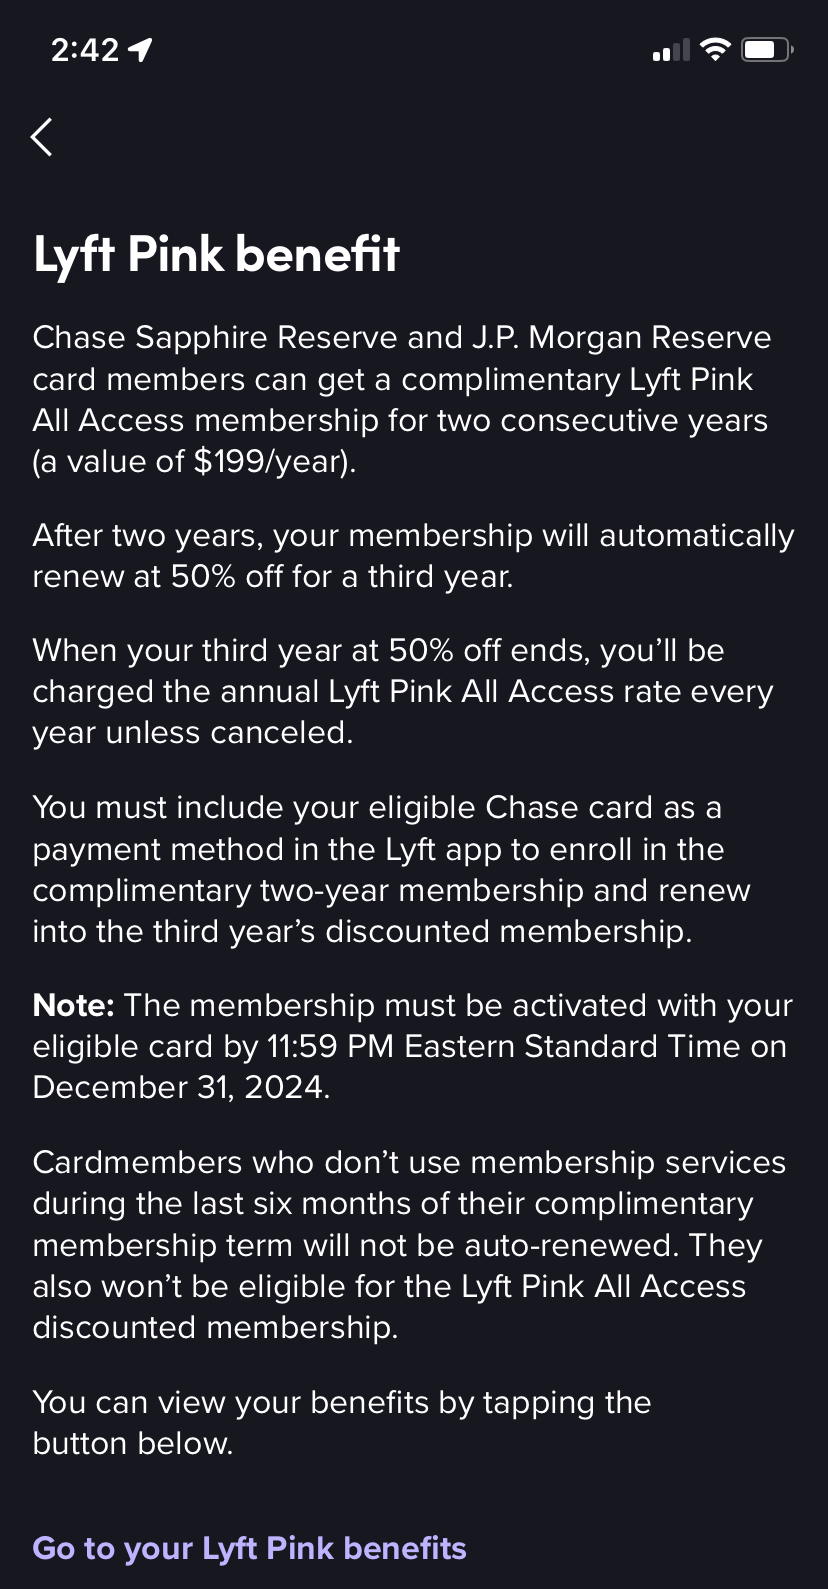 2:42
Lyft Pink benefit
Chase Sapphire Reserve and J.P. Morgan Reserve
card members can get a complimentary Lyft Pink
All Access membership for two consecutive years
(a value of $199/year).
After two years, your membership will automatically
renew at 50% off for a third year.
When your third year at 50% off ends, you’ll be
charged the annual Lyft Pink All Access rate every
year unless canceled.
You must include your eligible Chase card as a
payment method in the Lyft app to enroll in the
complimentary two-year membership and renew
into the third year’s discounted membership.
Note: The membership must be activated with your
eligible card by 11:59 PM Eastern Standard Time on
December 31, 2024.
Cardmembers who don’t use membership services
during the last six months of their complimentary
membership term will not be auto-renewed. They
also won’t be eligible for the Lyft Pink All Access
discounted membership.
You can view your benefits by tapping the
button below.
Go to your Lyft Pink benefits